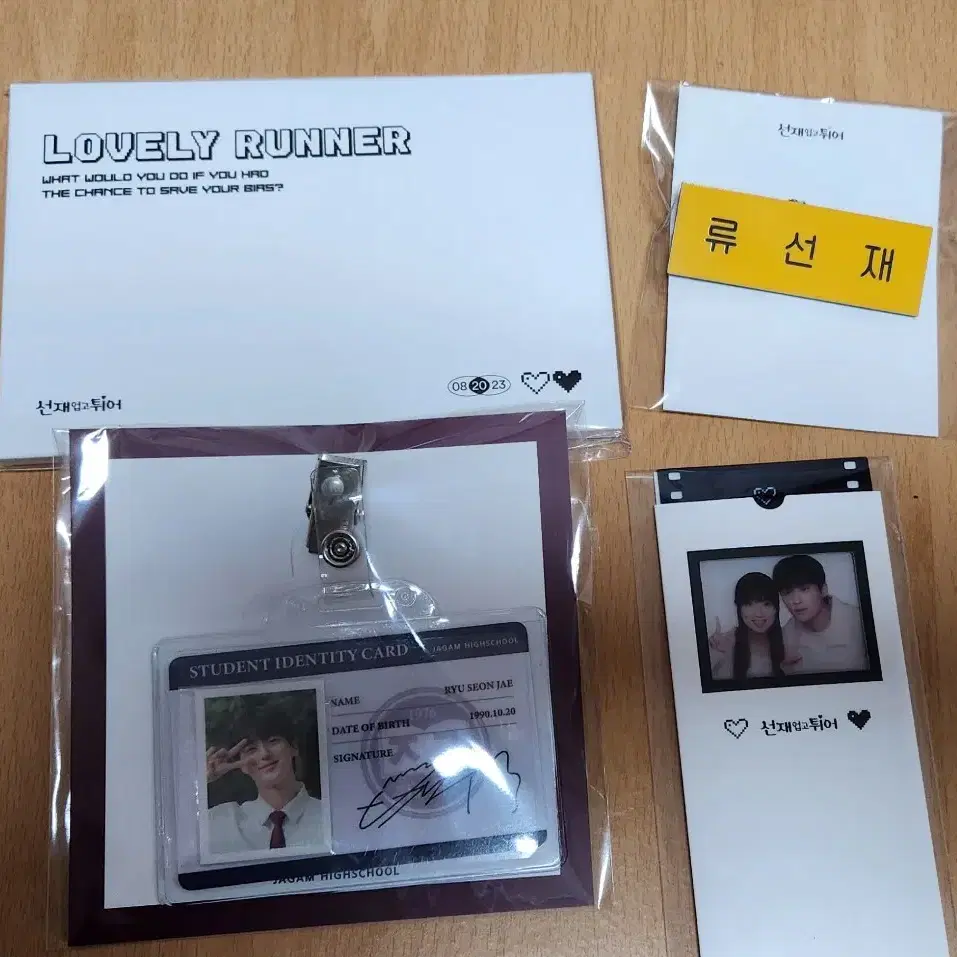 LOVELY RUNNER
WHAT WOULD YOU DO IF YOU HAD
THE CHANCE TO SAVE YOUR BIAS?
선재 업고 튀어
08 20 23
선재 업고 튀어
류 선 재
STUDENT IDENTITY CARD
JAGAM HIGHSCHOOL
NAME RYU SEON JAE
DATE OF BIRTH 1990.10.20
SIGNATURE
1976
JAGAM HIGHSCHOOL
선재 업고 튀어